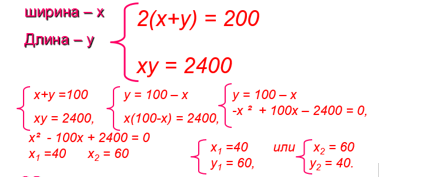 ширина – х
Длина – у
2(x+y) = 200
xy = 2400
x+y =100
xy = 2400,
y = 100 – x
x(100-x) = 2400,
y = 100 – x
-x ² + 100x – 2400 = 0,
x² - 100x + 2400 = 0
x₁ =40 x₂ = 60
x₁ =40
y₁ = 60,
или
x₂ = 60
y₂ = 40.